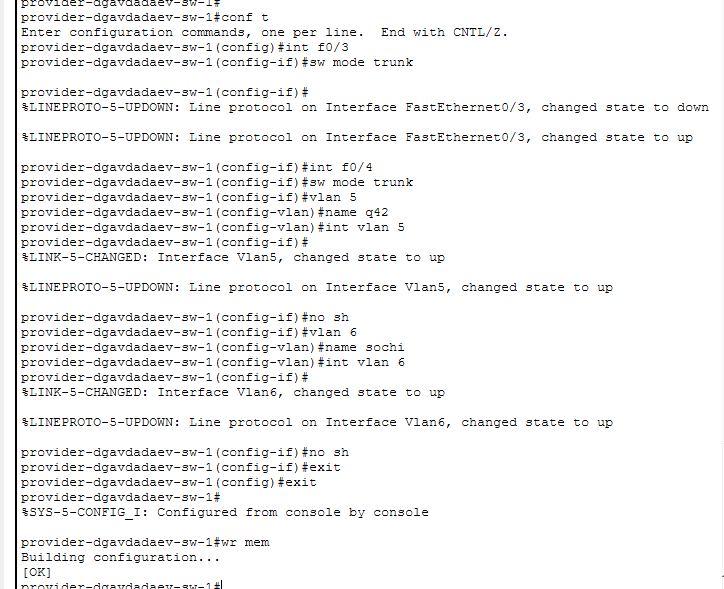 provider-dgavdadaev-sw-1#
provider-dgavdadaev-sw-1#conf t
Enter configuration commands, one per line.  End with CNTL/Z.
provider-dgavdadaev-sw-1(config)#int f0/3
provider-dgavdadaev-sw-1(config-if)#sw mode trunk
provider-dgavdadaev-sw-1(config-if)#
%LINEPROTO-5-UPDOWN: Line protocol on Interface FastEthernet0/3, changed state to down
%LINEPROTO-5-UPDOWN: Line protocol on Interface FastEthernet0/3, changed state to up
provider-dgavdadaev-sw-1(config-if)#int f0/4
provider-dgavdadaev-sw-1(config-if)#sw mode trunk
provider-dgavdadaev-sw-1(config-if)#vlan 5
provider-dgavdadaev-sw-1(config-vlan)#name q42
provider-dgavdadaev-sw-1(config-vlan)#int vlan 5
provider-dgavdadaev-sw-1(config-if)#
%LINK-5-CHANGED: Interface Vlan5, changed state to up
%LINEPROTO-5-UPDOWN: Line protocol on Interface Vlan5, changed state to up
provider-dgavdadaev-sw-1(config-if)#no sh
provider-dgavdadaev-sw-1(config-if)#vlan 6
provider-dgavdadaev-sw-1(config-vlan)#name sochi
provider-dgavdadaev-sw-1(config-vlan)#int vlan 6
provider-dgavdadaev-sw-1(config-if)#
%LINK-5-CHANGED: Interface Vlan6, changed state to up
%LINEPROTO-5-UPDOWN: Line protocol on Interface Vlan6, changed state to up
provider-dgavdadaev-sw-1(config-if)#no sh
provider-dgavdadaev-sw-1(config-if)#exit
provider-dgavdadaev-sw-1(config)#exit
provider-dgavdadaev-sw-1#
%SYS-5-CONFIG_I: Configured from console by console
provider-dgavdadaev-sw-1#wr mem
Building configuration...
[OK]
provider-dgavdadaev-sw-1#